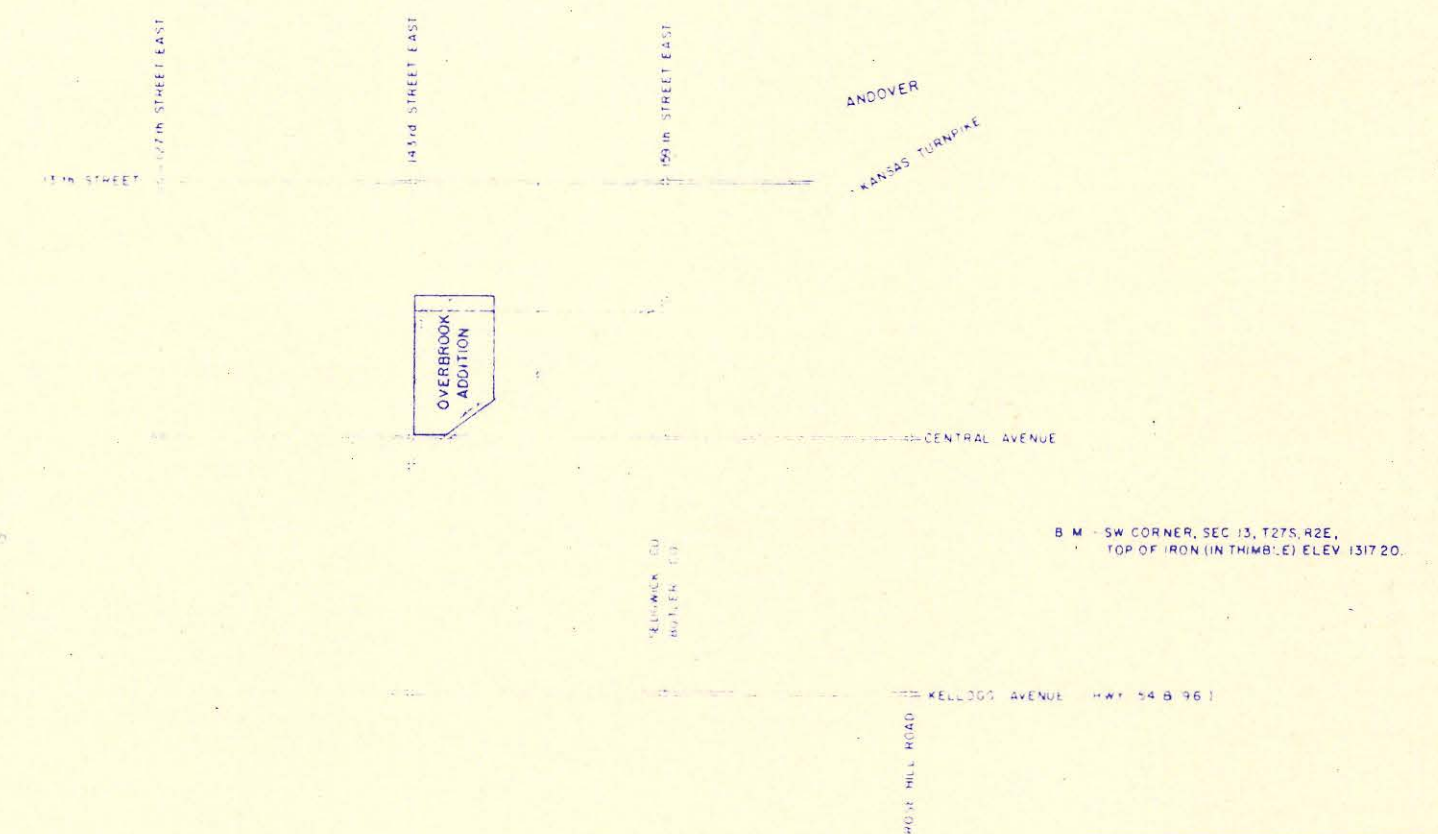 127th STREET EAST
143rd STREET EAST
159th STREET EAST
ANDOVER
KANSAS TURNPIKE
13th STREET
OVERBROOK
ADDITION
CENTRAL AVENUE
B M - SW CORNER, SEC 13, T27S, R2E,
TOP OF IRON (IN THIMBLE) ELEV 1317.20.
SEDGWICK CO
BUTLER CO
KELLOGG AVENUE HWY 54 &
ROSE HILL ROAD